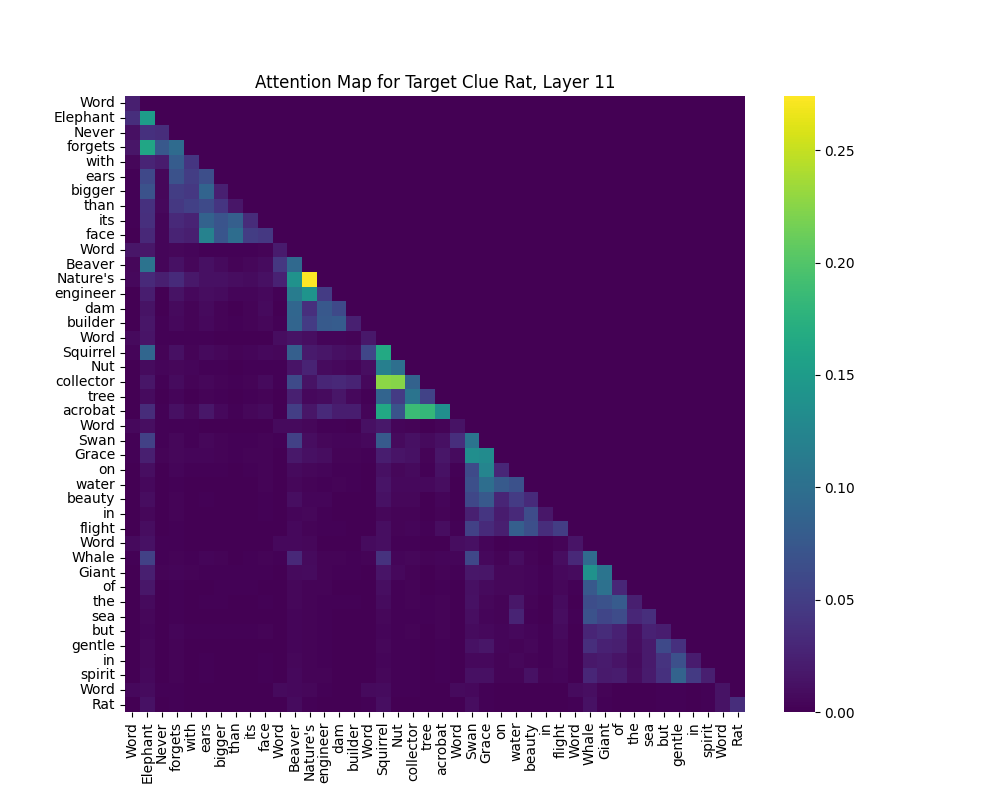 Attention Map for Target Clue Rat, Layer 11
Word
Elephant
Never
forgets
with
ears
bigger
than
its
face
Word
Beaver
Nature's
engineer
dam
builder
Word
Squirrel
Nut
collector
tree
acrobat
Word
Swan
Grace
on
water
beauty
in
flight
Word
Whale
Giant
of
the
sea
but
gentle
in
spirit
Word
Rat
Word
Elephant
Never
forgets
with
ears
bigger
than
its
face
Word
Beaver
Nature's
engineer
dam
builder
Word
Squirrel
Nut
collector
tree
acrobat
Word
Swan
Grace
on
water
beauty
in
flight
Word
Whale
Giant
of
the
sea
but
gentle
in
spirit
Word
Rat
0.25
0.20
0.15
0.10
0.05
0.00